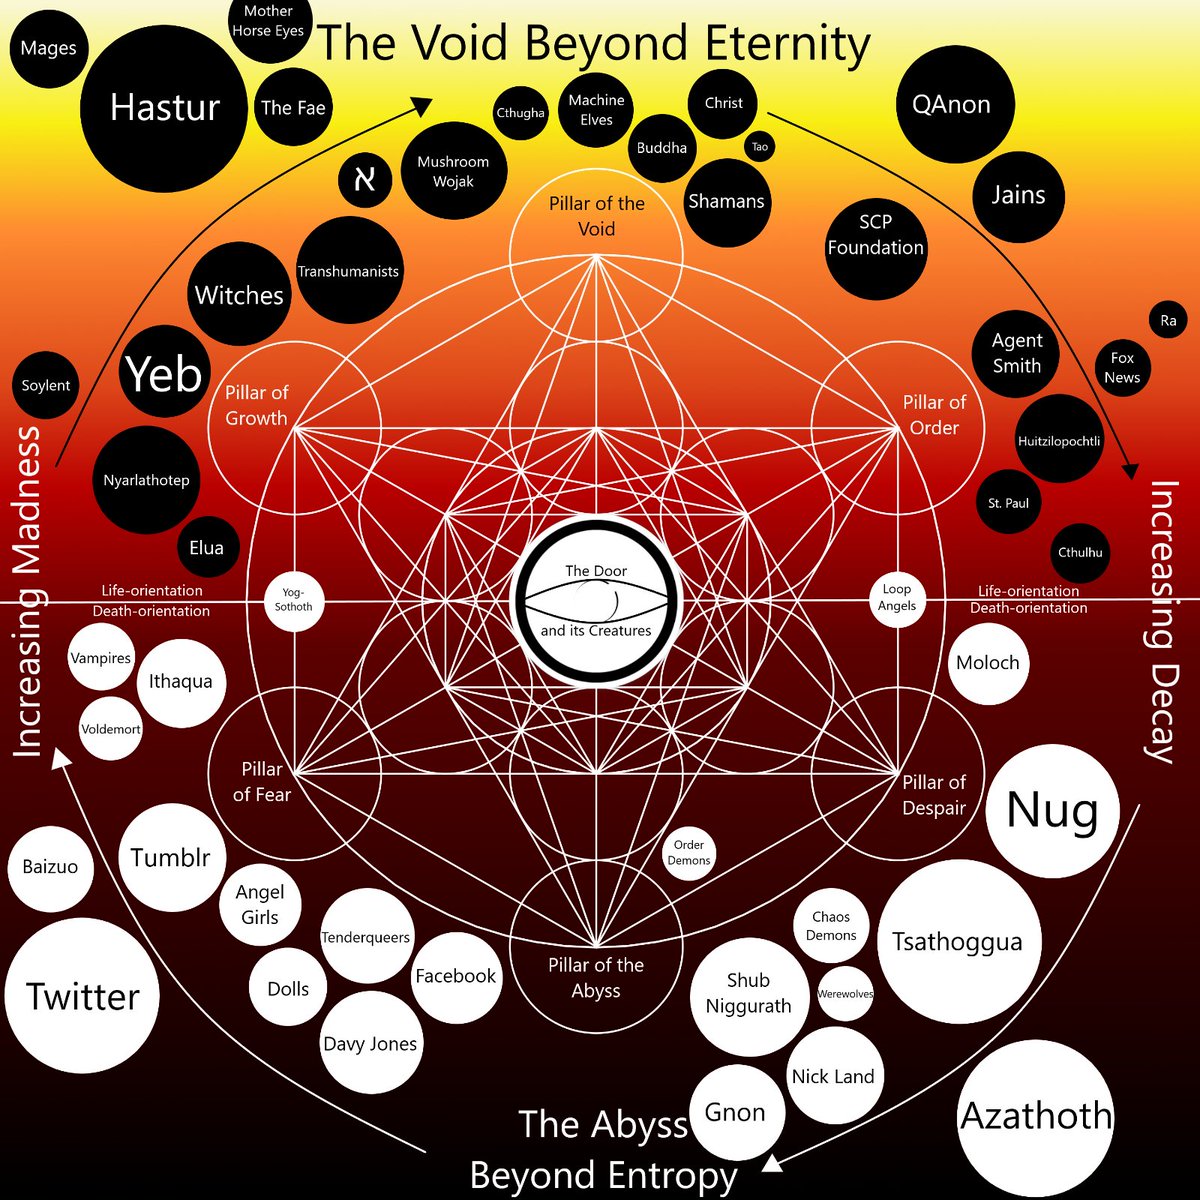 Mother
Horse Eyes
The Void Beyond Eternity
Mages
Hastur
The Fae
Cthugha
Machine
Elves
Christ
QAnon
Buddha
Tao
Mushroom
Wojak
א
Shamans
Jains
Pillar of the
Void
SCP
Foundation
Transhumanists
Witches
Ra
Agent
Smith
Fox
News
Yeb
Soylent
Pillar of
Growth
Pillar of
Order
Huitzilopochtli
Nyarlathotep
St. Paul
Elua
Cthulhu
Increasing Madness
Increasing Decay
Life-orientation
Death-orientation
Yog-
Sothoth
The Door
and its Creatures
Loop
Angels
Life-orientation
Death-orientation
Vampires
Ithaqua
Voldemort
Moloch
Pillar
of Fear
Pillar of
Despair
Nug
Order
Demons
Baizuo
Tumblr
Angel
Girls
Tenderqueers
Chaos
Demons
Tsathoggua
Twitter
Dolls
Facebook
Pillar of the
Abyss
Shub
Niggurath
Werewolves
Davy Jones
Nick Land
Gnon
Azathoth
The Abyss
Beyond Entropy